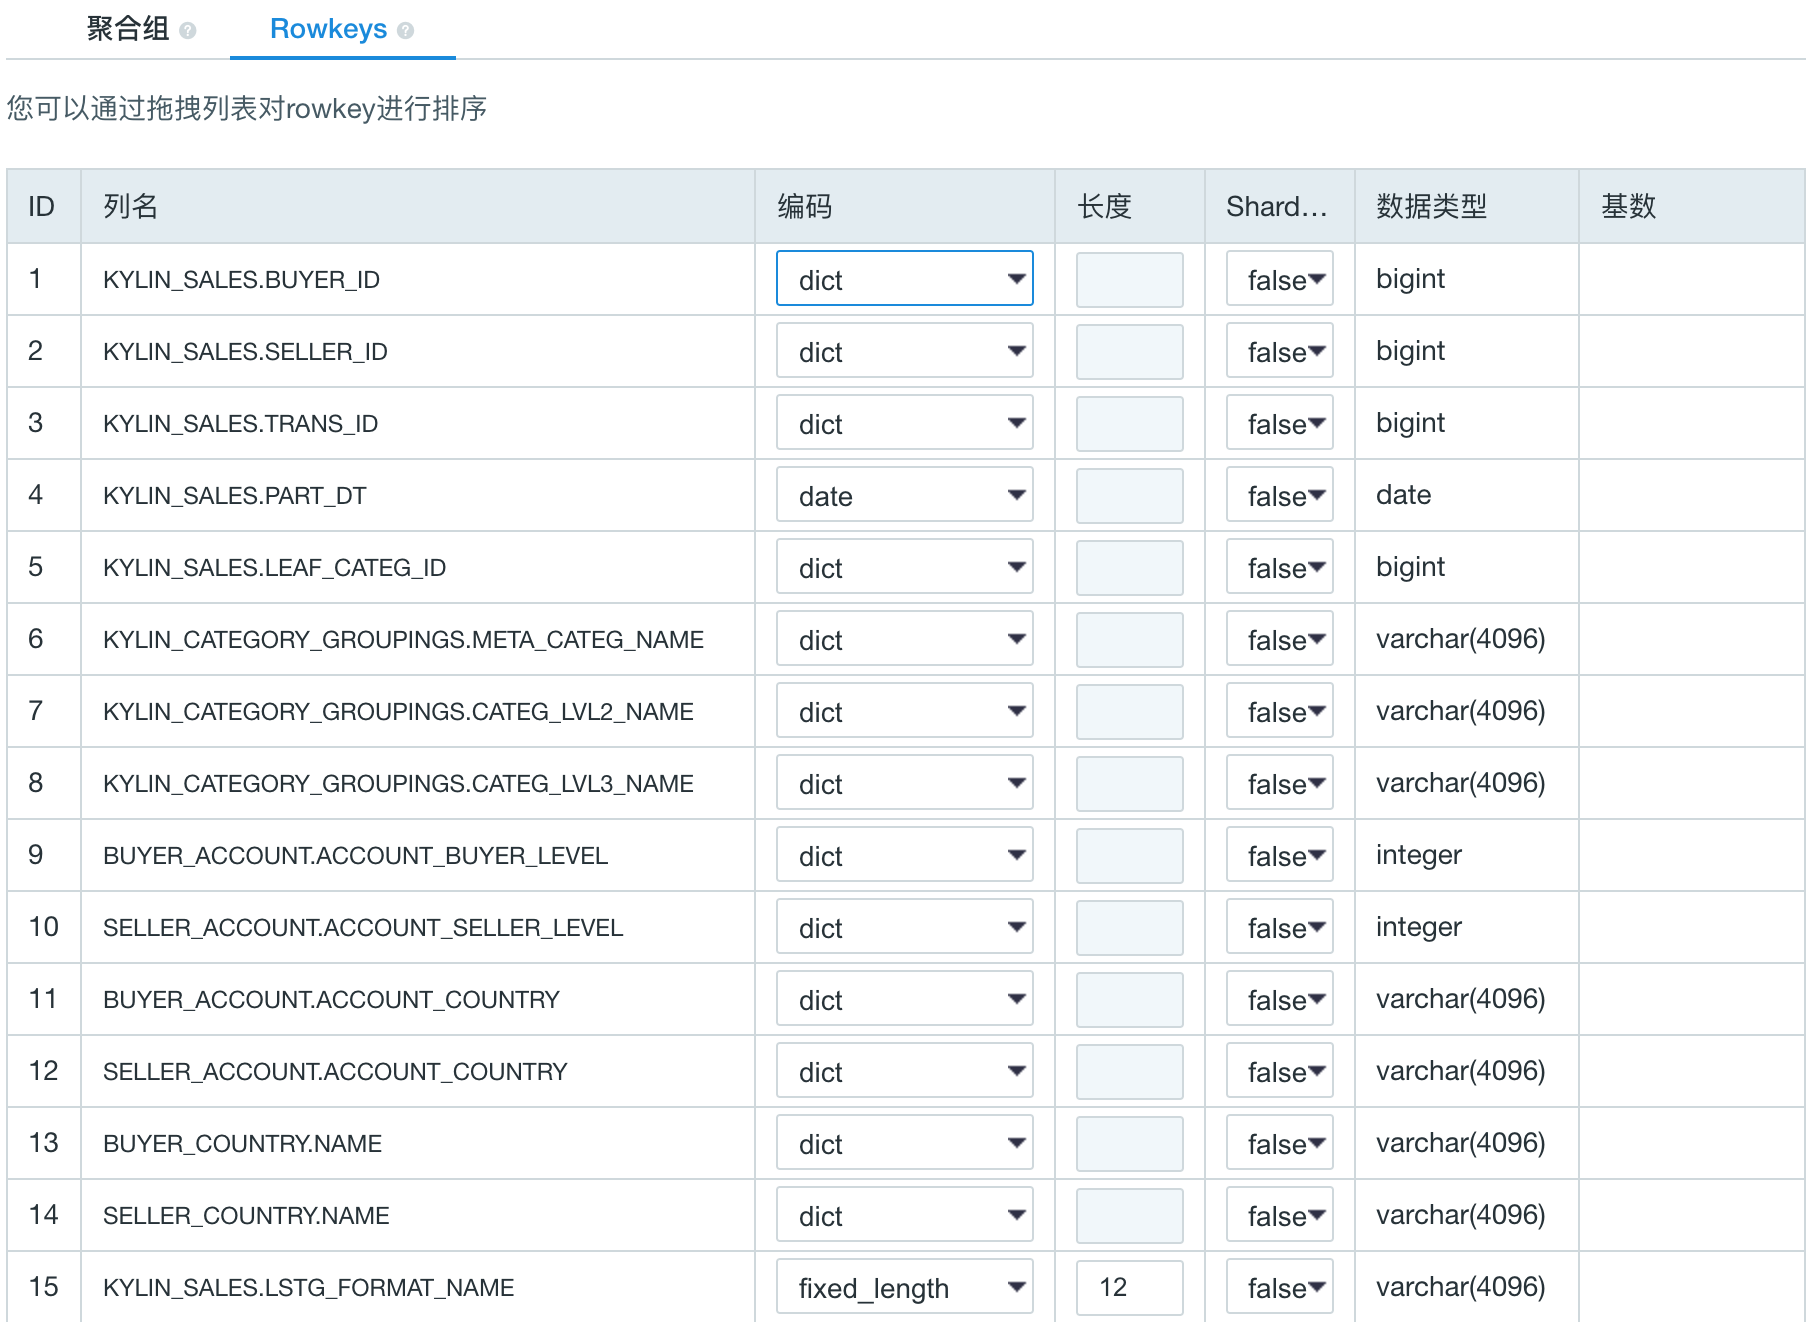 聚合组 Rowkeys
您可以通过拖拽列表对rowkey进行排序
ID 列名 编码 长度 Shard... 数据类型 基数
1 KYLIN_SALES.BUYER_ID dict false bigint
2 KYLIN_SALES.SELLER_ID dict false bigint
3 KYLIN_SALES.TRANS_ID dict false bigint
4 KYLIN_SALES.PART_DT date false date
5 KYLIN_SALES.LEAF_CATEG_ID dict false bigint
6 KYLIN_CATEGORY_GROUPINGS.META_CATEG_NAME dict false varchar(4096)
7 KYLIN_CATEGORY_GROUPINGS.CATEG_LVL2_NAME dict false varchar(4096)
8 KYLIN_CATEGORY_GROUPINGS.CATEG_LVL3_NAME dict false varchar(4096)
9 BUYER_ACCOUNT.ACCOUNT_BUYER_LEVEL dict false integer
10 SELLER_ACCOUNT.ACCOUNT_SELLER_LEVEL dict false integer
11 BUYER_ACCOUNT.ACCOUNT_COUNTRY dict false varchar(4096)
12 SELLER_ACCOUNT.ACCOUNT_COUNTRY dict false varchar(4096)
13 BUYER_COUNTRY.NAME dict false varchar(4096)
14 SELLER_COUNTRY.NAME dict false varchar(4096)
15 KYLIN_SALES.LSTG_FORMAT_NAME fixed_length 12 false varchar(4096)